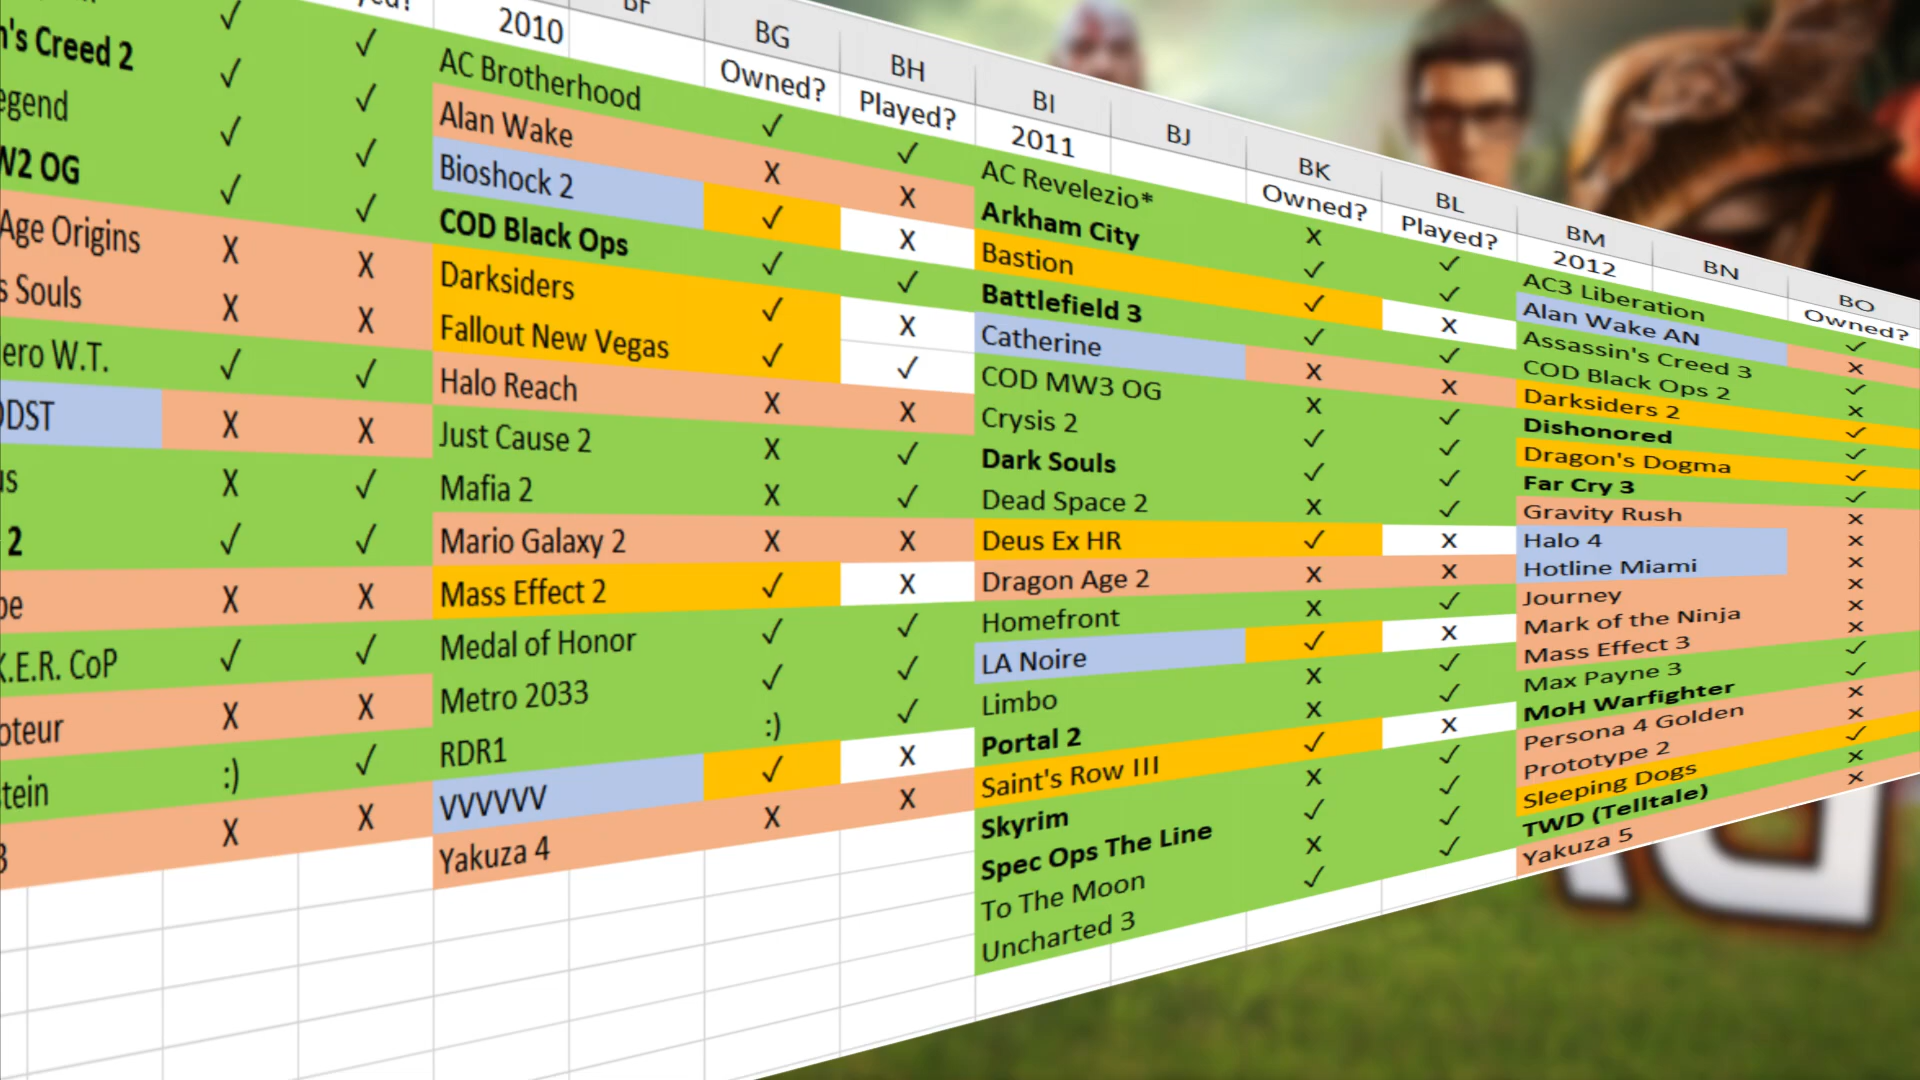 ✓ ✓
n's Creed 2 ✓ ✓
egend ✓ ✓
W2 OG ✓ ✓
Age Origins X X
s Souls X X
ero W.T. ✓ ✓
ODST X X
us X ✓
2 ✓ ✓
be X X
K.E.R. CoP ✓ ✓
oteur X X
tein :) ✓
3 X X
BF BG BH
2010 Owned? Played?
AC Brotherhood ✓ ✓
Alan Wake X X
Bioshock 2 ✓ X
COD Black Ops ✓ ✓
Darksiders ✓ X
Fallout New Vegas ✓ ✓
Halo Reach X X
Just Cause 2 X ✓
Mafia 2 X ✓
Mario Galaxy 2 X X
Mass Effect 2 ✓ X
Medal of Honor ✓ ✓
Metro 2033 ✓ ✓
RDR1 :) ✓
VVVVVV ✓ X
Yakuza 4 X X
BI BJ BK BL
2011 Owned? Played?
AC Revelezio* X ✓
Arkham City ✓ ✓
Bastion ✓ X
Battlefield 3 ✓ ✓
Catherine X X
COD MW3 OG X ✓
Crysis 2 ✓ ✓
Dark Souls ✓ ✓
Dead Space 2 X ✓
Deus Ex HR ✓ X
Dragon Age 2 X X
Homefront X ✓
LA Noire ✓ X
Limbo X ✓
Portal 2 X ✓
Saint's Row III ✓ X
Skyrim X ✓
Spec Ops The Line ✓ ✓
To The Moon X ✓
Uncharted 3 ✓ ✓
BM BN BO
2012 Owned?
AC3 Liberation ✓
Alan Wake AN X
Assassin's Creed 3 ✓
COD Black Ops 2 X
Darksiders 2 ✓
Dishonored ✓
Dragon's Dogma ✓
Far Cry 3 ✓
Gravity Rush X
Halo 4 X
Hotline Miami X
Journey X
Mark of the Ninja X
Mass Effect 3 X
Max Payne 3 ✓
MoH Warfighter ✓
Persona 4 Golden X
Prototype 2 X
Sleeping Dogs ✓
TWD (Telltale) X
Yakuza 5 X